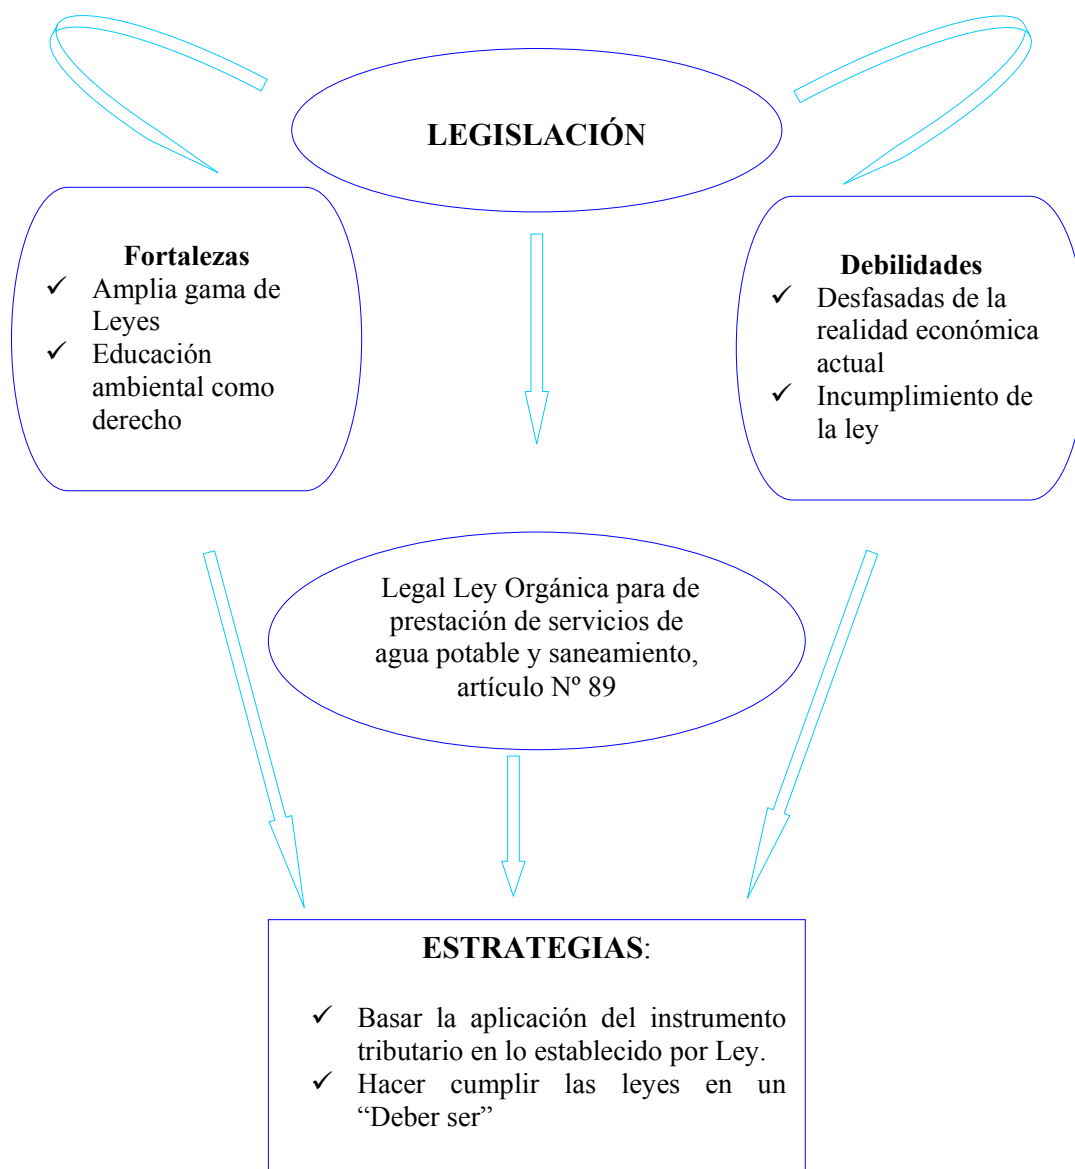 LEGISLACIÓN
Fortalezas
✓ Amplia gama de
Leyes
✓ Educación
ambiental como
derecho
Debilidades
✓ Desfasadas de la
realidad económica
actual
✓ Incumplimiento de
la ley
Legal Ley Orgánica para de
prestación de servicios de
agua potable y saneamiento,
artículo Nº 89
ESTRATEGIAS:
✓ Basar la aplicación del instrumento
tributario en lo establecido por Ley.
✓ Hacer cumplir las leyes en un
“Deber ser”